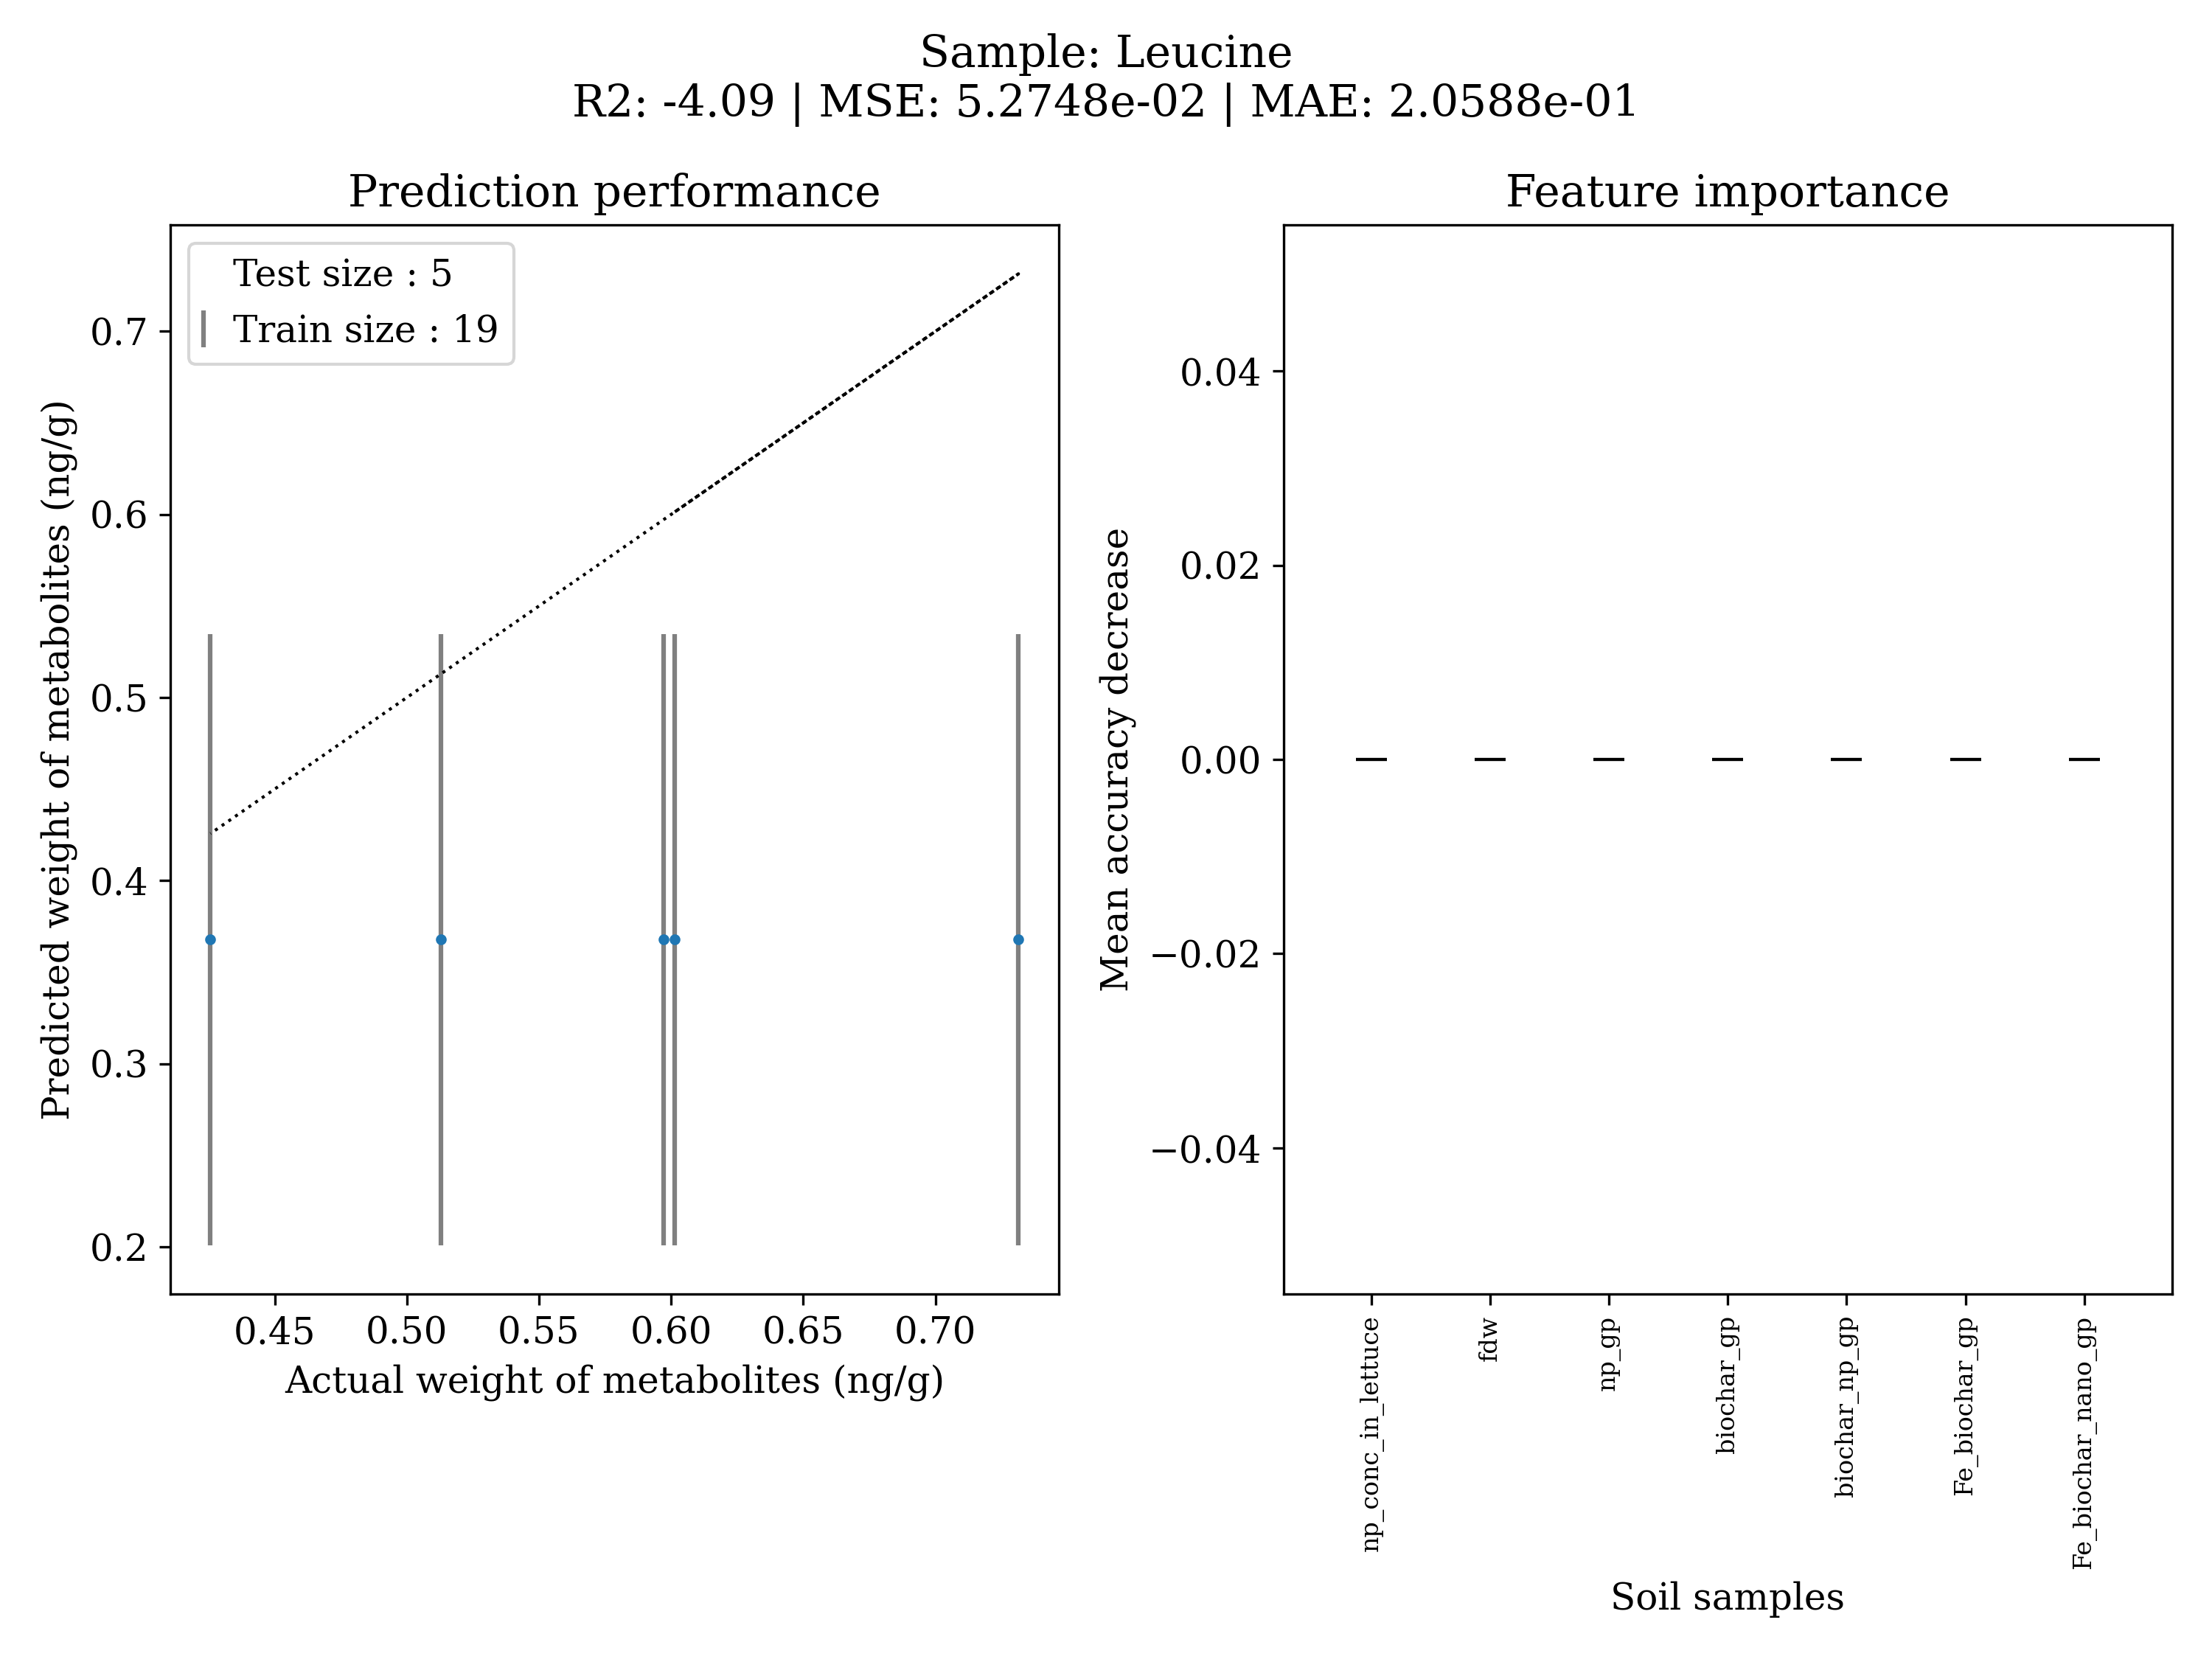 Sample: Leucine
R2: -4.09 | MSE: 5.2748e-02 | MAE: 2.0588e-01
Prediction performance
Test size : 5
Train size : 19
Predicted weight of metabolites (ng/g)
0.7
0.6
0.5
0.4
0.3
0.2
0.45 0.50 0.55 0.60 0.65 0.70
Actual weight of metabolites (ng/g)
Feature importance
Mean accuracy decrease
0.04
0.02
0.00
−0.02
−0.04
np_conc_in_lettuce
fdw
np_gp
biochar_gp
biochar_np_gp
Fe_biochar_gp
Fe_biochar_nano_gp
Soil samples